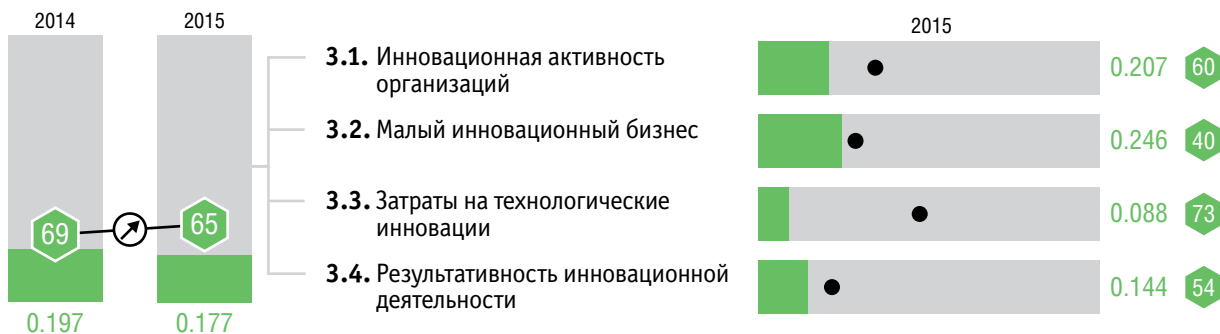 2014
2015
69
65
0.197
0.177
3.1. Инновационная активность
организаций
3.2. Малый инновационный бизнес
3.3. Затраты на технологические
инновации
3.4. Результативность инновационной
деятельности
2015
0.207 60
0.246 40
0.088 73
0.144 54